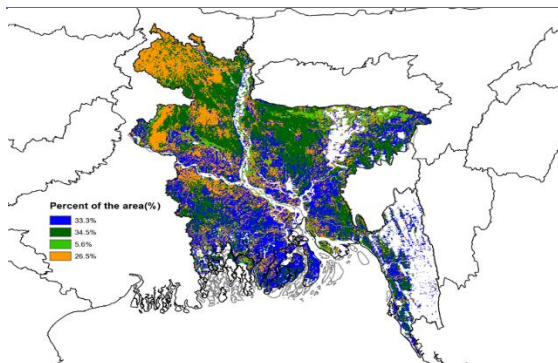 Percent of the area(%)
33.3%
34.5%
5.6%
26.5%